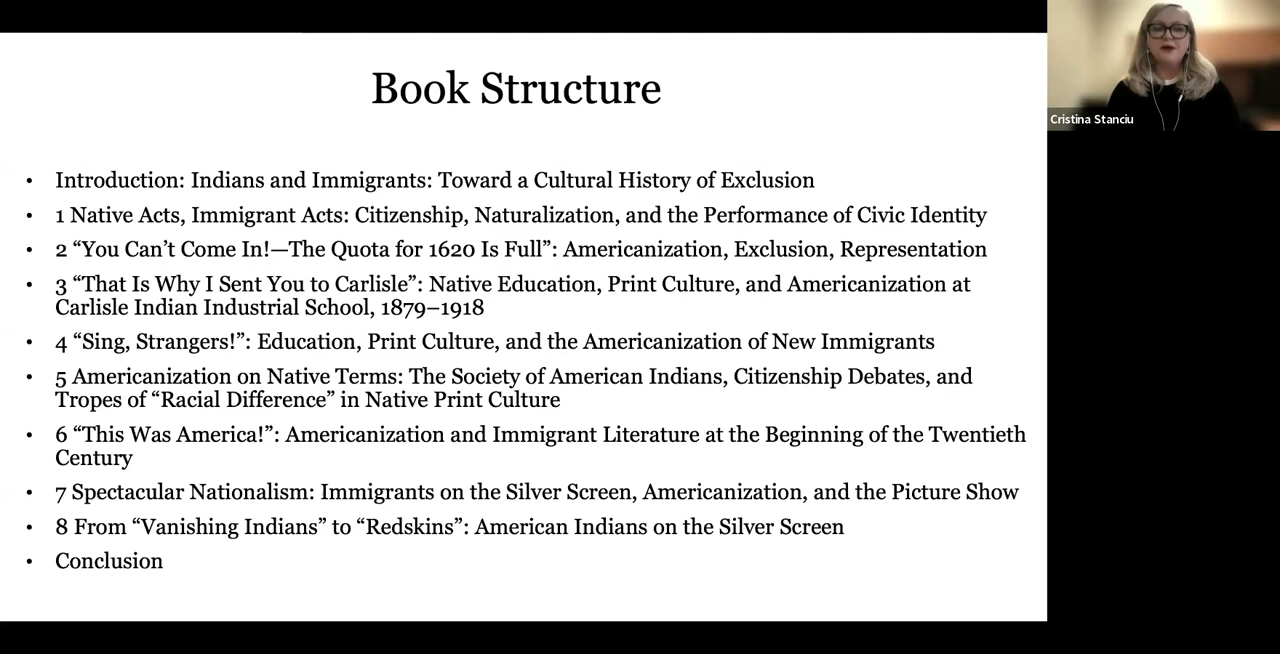 Book Structure
• Introduction: Indians and Immigrants: Toward a Cultural History of Exclusion
• 1 Native Acts, Immigrant Acts: Citizenship, Naturalization, and the Performance of Civic Identity
• 2 “You Can’t Come In!—The Quota for 1620 Is Full”: Americanization, Exclusion, Representation
• 3 “That Is Why I Sent You to Carlisle”: Native Education, Print Culture, and Americanization at
Carlisle Indian Industrial School, 1879–1918
• 4 “Sing, Strangers!”: Education, Print Culture, and the Americanization of New Immigrants
• 5 Americanization on Native Terms: The Society of American Indians, Citizenship Debates, and
Tropes of “Racial Difference” in Native Print Culture
• 6 “This Was America!”: Americanization and Immigrant Literature at the Beginning of the Twentieth
Century
• 7 Spectacular Nationalism: Immigrants on the Silver Screen, Americanization, and the Picture Show
• 8 From “Vanishing Indians” to “Redskins”: American Indians on the Silver Screen
• Conclusion
Cristina Stanciu